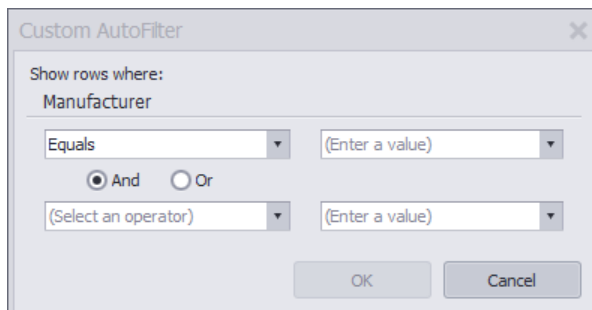 Custom AutoFilter
Show rows where:
Manufacturer
Equals (Enter a value)
And Or
(Select an operator) (Enter a value)
OK Cancel